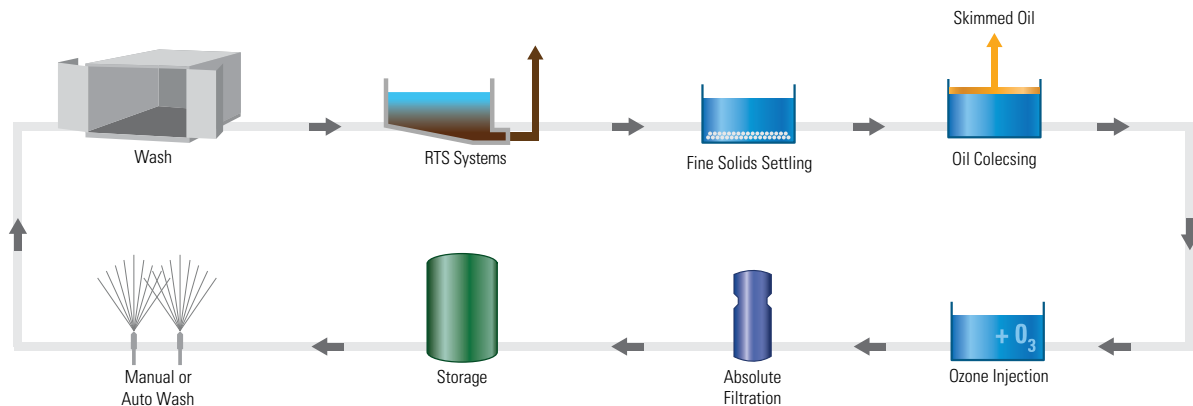 Skimmed Oil
Wash
RTS Systems
Fine Solids Settling
Oil Colecsing
+ O₃
Manual or
Auto Wash
Storage
Absolute
Filtration
Ozone Injection